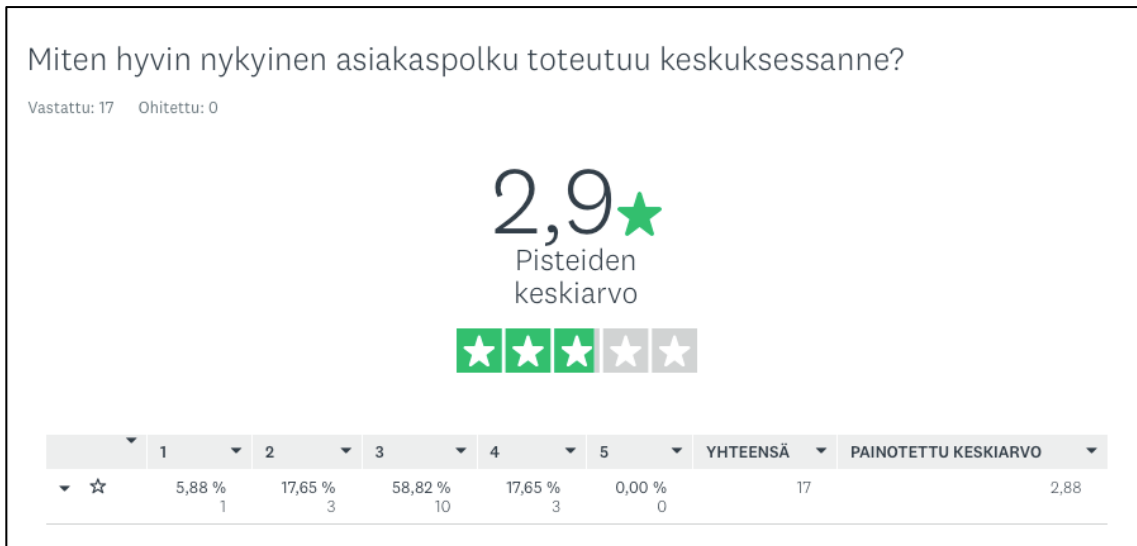 Miten hyvin nykyinen asiakaspolku toteutuu keskuksessanne?
Vastattu: 17 Ohitettu: 0
2,9
Pisteiden
keskiarvo
1 2 3 4 5 YHTEENSÄ PAINOTETTU KESKIARVO
5,88 % 17,65 % 58,82 % 17,65 % 0,00 % 17 2,88
1 3 10 3 0